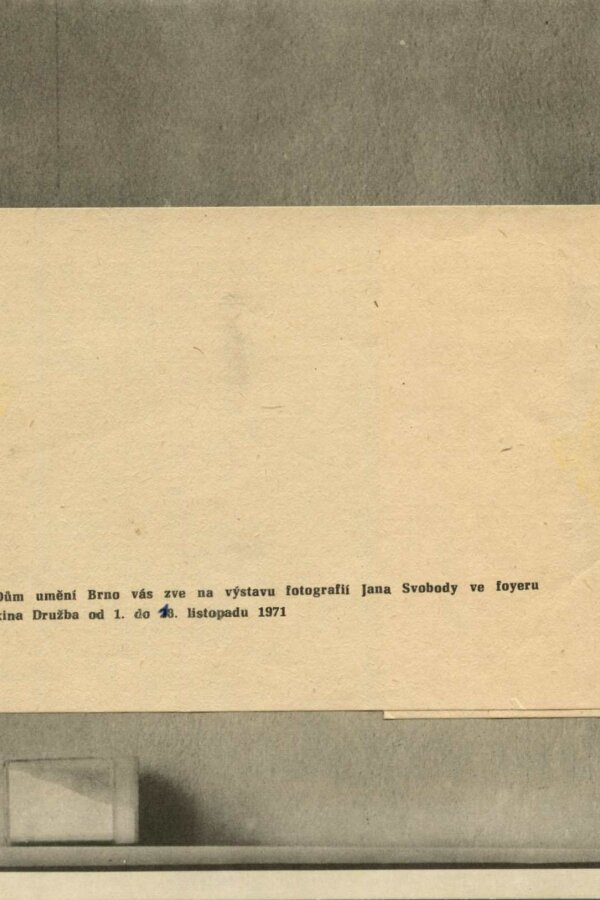 Dům umění Brno vás zve na výstavu fotografií Jana Svobody ve foyeru
kina Družba od 1. do 18. listopadu 1971